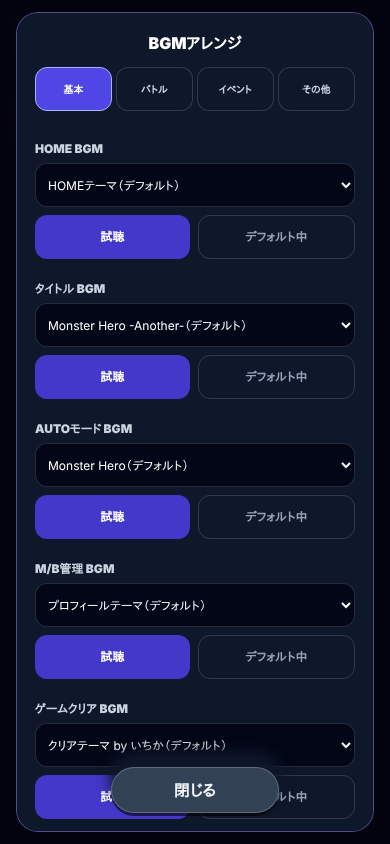 BGMアレンジ
基本 バトル イベント その他
HOME BGM
HOMEテーマ（デフォルト）
試聴 デフォルト中
タイトル BGM
Monster Hero -Another-（デフォルト）
試聴 デフォルト中
AUTOモード BGM
Monster Hero（デフォルト）
試聴 デフォルト中
M/B管理 BGM
プロフィールテーマ（デフォルト）
試聴 デフォルト中
ゲームクリア BGM
クリアテーマ by いちか（デフォルト）
閉じる